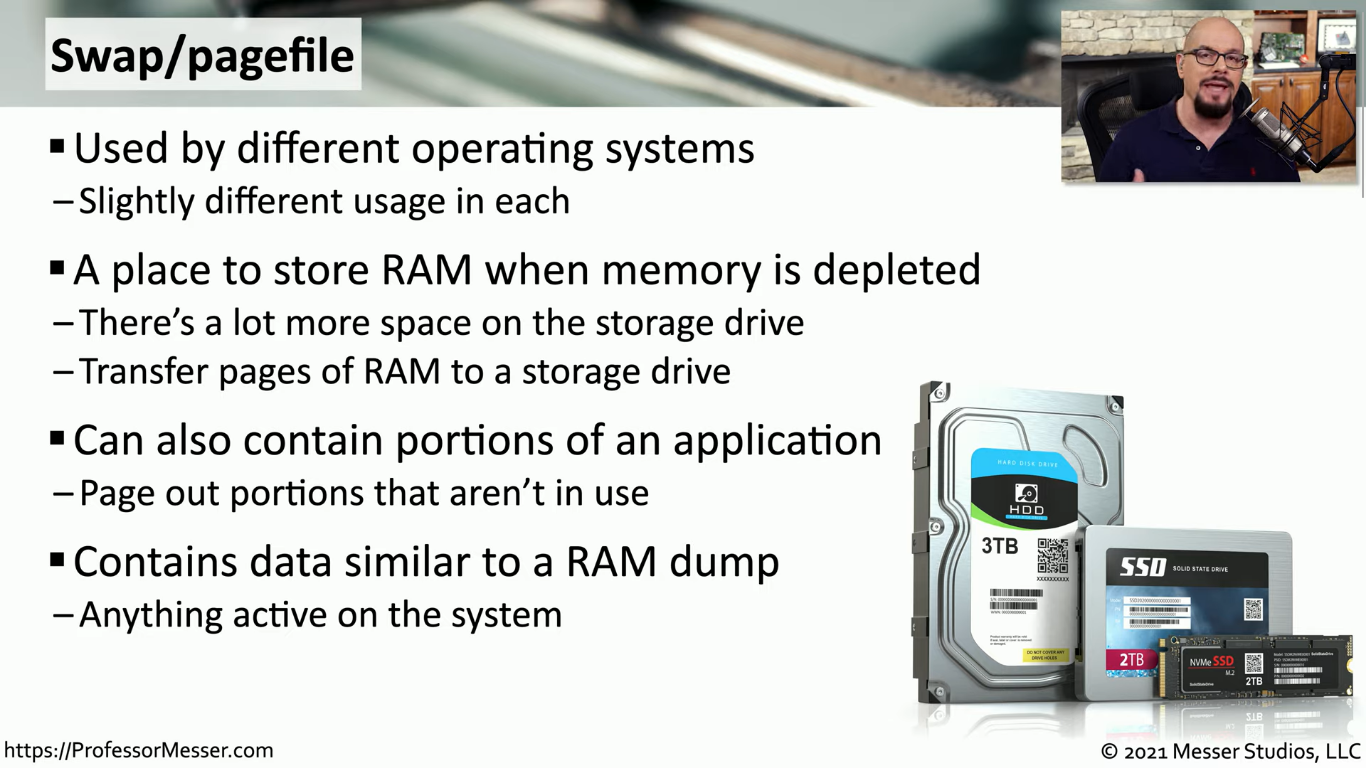 Swap/pagefile
▪ Used by different operating systems
– Slightly different usage in each
▪ A place to store RAM when memory is depleted
– There's a lot more space on the storage drive
– Transfer pages of RAM to a storage drive
▪ Can also contain portions of an application
– Page out portions that aren't in use
▪ Contains data similar to a RAM dump
– Anything active on the system
HARD DISK DRIVE
HDD
3TB
XXXXXXXXXX
DO NOT COVER ANY
DRIVE HOLES
SSD SOLID STATE DRIVE
2TB
NVMe SSD
M.2
2TB
SolidStateDrive
https://ProfessorMesser.com
© 2021 Messer Studios, LLC